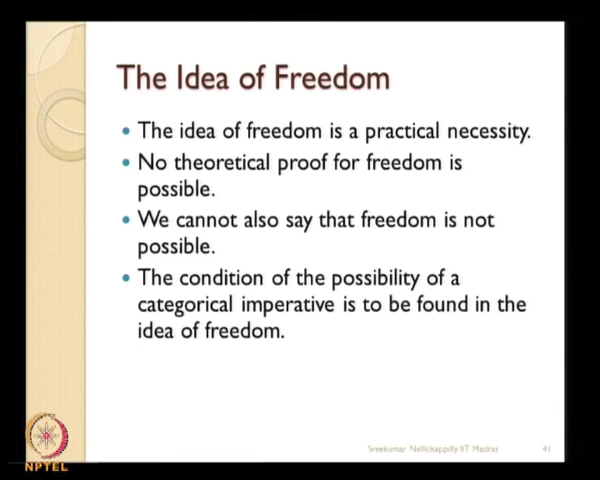 The Idea of Freedom
The idea of freedom is a practical necessity.
No theoretical proof for freedom is
possible.
We cannot also say that freedom is not
possible.
The condition of the possibility of a
categorical imperative is to be found in the
idea of freedom.
Sreekumar Nellickappilly IIT Madras 41
NPTEL